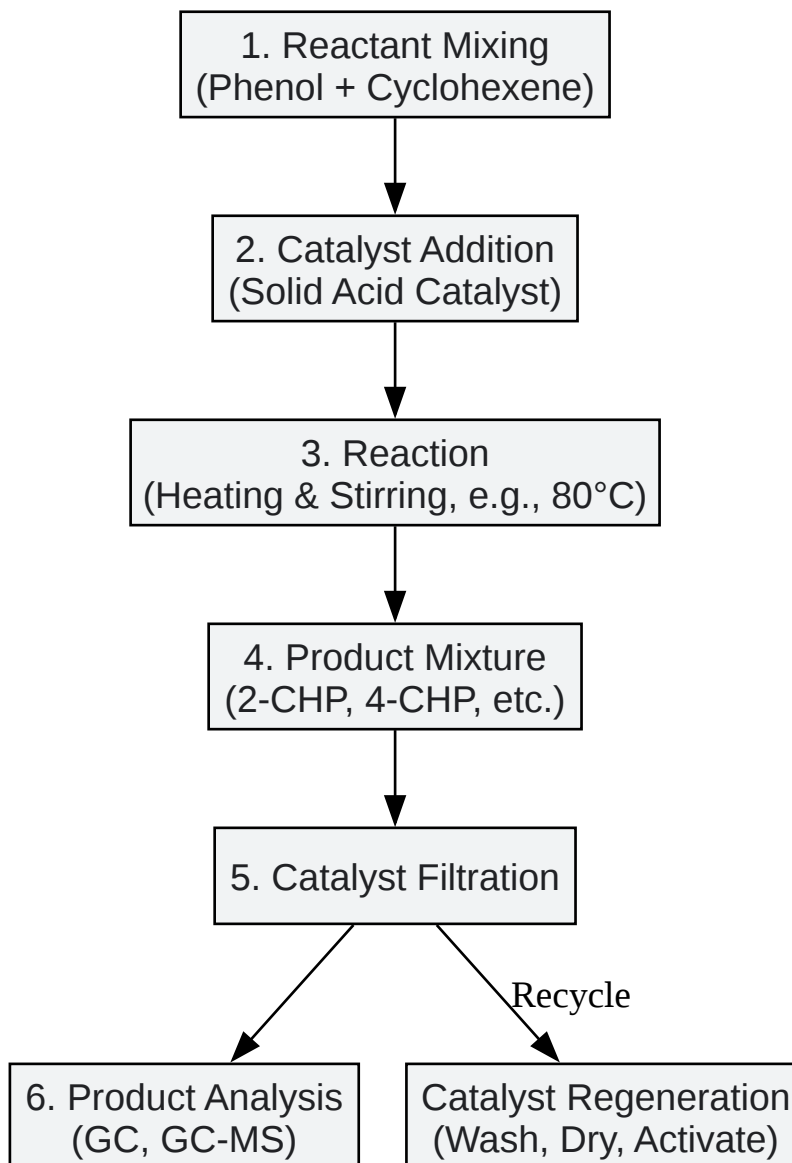 1. Reactant Mixing
(Phenol + Cyclohexene)
2. Catalyst Addition
(Solid Acid Catalyst)
3. Reaction
(Heating & Stirring, e.g., 80°C)
4. Product Mixture
(2-CHP, 4-CHP, etc.)
5. Catalyst Filtration
Recycle
6. Product Analysis
(GC, GC-MS)
Catalyst Regeneration
(Wash, Dry, Activate)